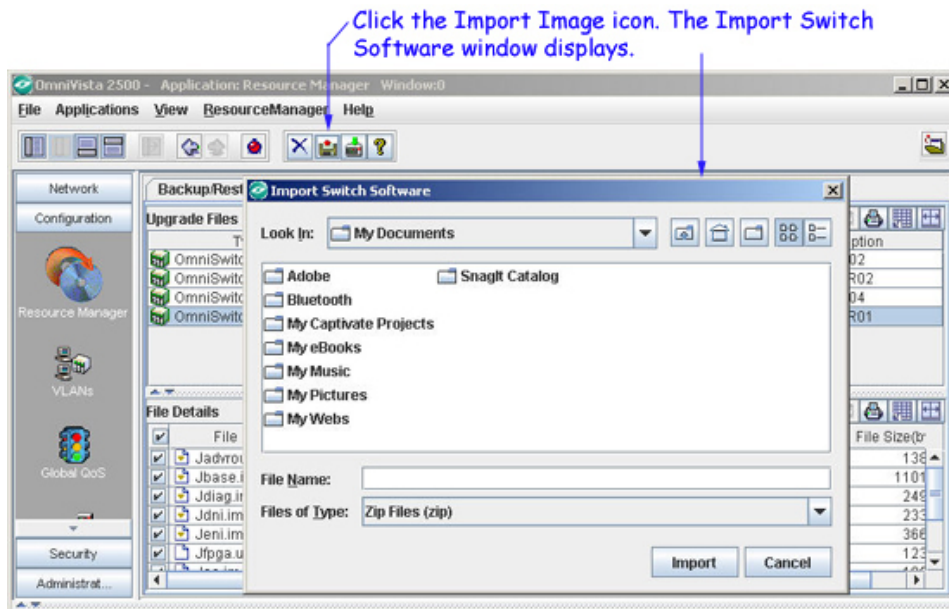 Click the Import Image icon. The Import Switch
Software window displays.
OmniVista 2500 - Application: Resource Manager Window:0
File Applications View ResourceManager Help
Network
Configuration
Resource Manager
VLANs
Global QoS
Security
Administrat...
Backup/Rest
Upgrade Files
T
ption
OmniSwitc
02
OmniSwitc
R02
OmniSwitc
04
OmniSwitc
R01
Import Switch Software
Look In: My Documents
Adobe
Bluetooth
My Captivate Projects
My eBooks
My Music
My Pictures
My Webs
SnagIt Catalog
File Name:
Files of Type: Zip Files (zip)
Import Cancel
File Details
File
File Size(br
Jadvrou
138
Jbase.i
1101
Jdiag.ir
249
Jdni.im
233
Jeni.im
366
Jfpga.u
123